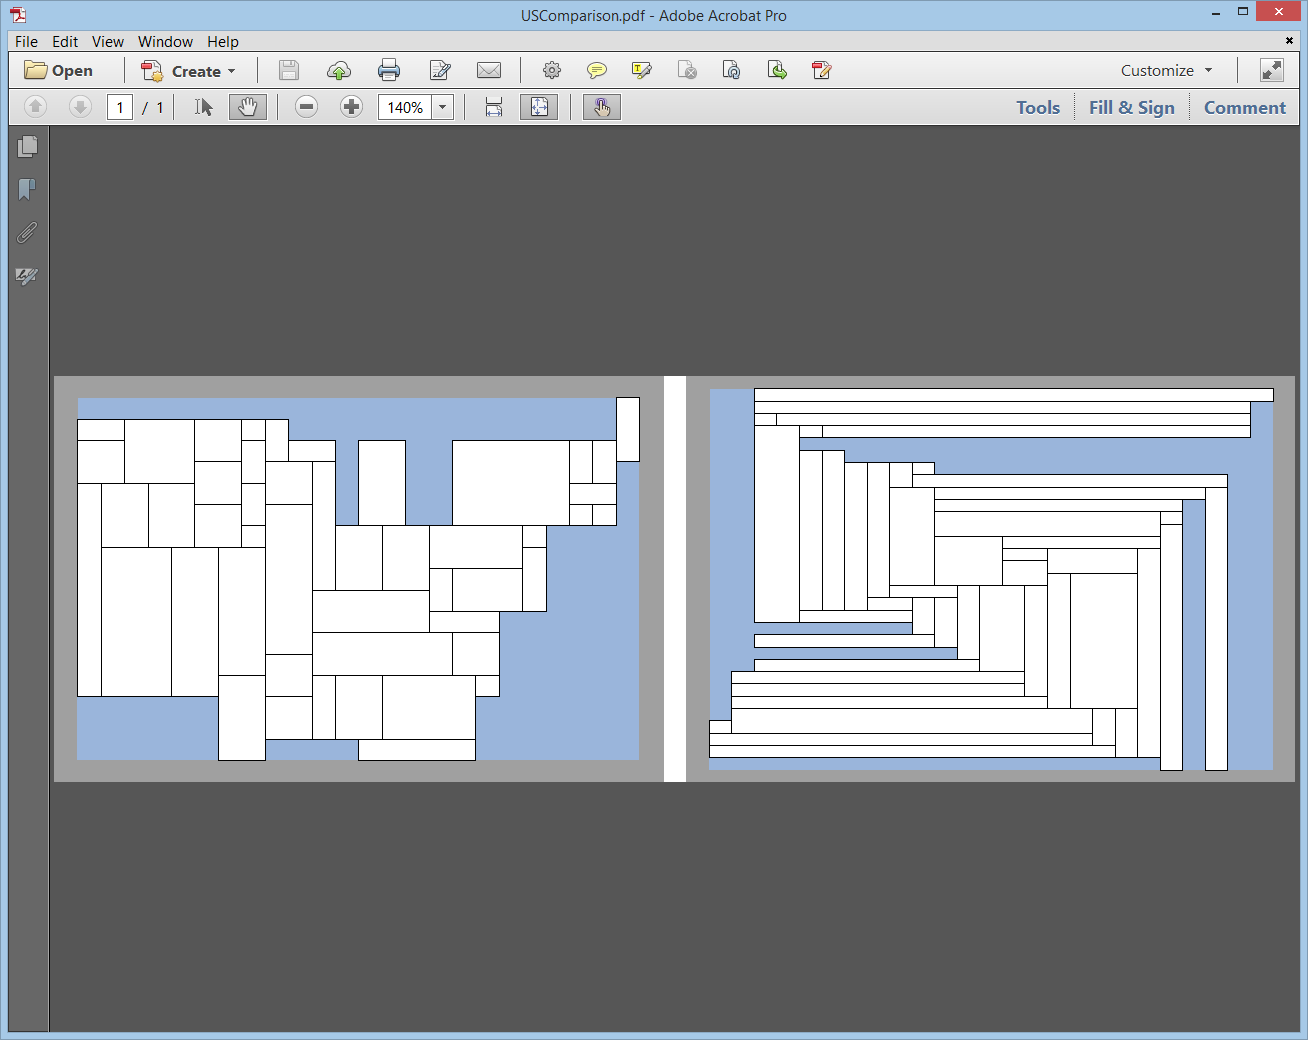 USComparison.pdf - Adobe Acrobat Pro
File Edit View Window Help
Open Create Customize
1 / 1 140% Tools Fill & Sign Comment